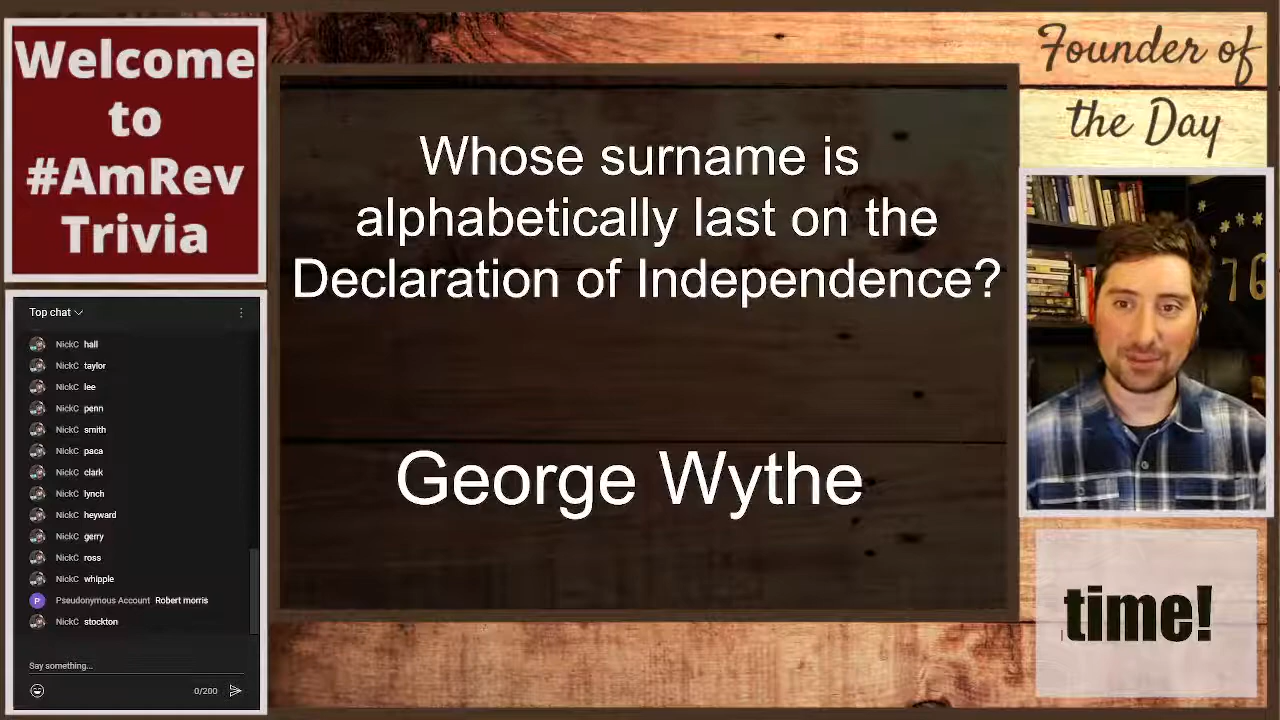 Welcome
to
#AmRev
Trivia
Founder of
the Day
Whose surname is
alphabetically last on the
Declaration of Independence?
George Wythe
76
Top chat
NickC hall
NickC taylor
NickC lee
NickC penn
NickC smith
NickC paca
NickC clark
NickC lynch
NickC heyward
NickC gerry
NickC ross
NickC whipple
P Pseudonymous Account Robert morris
NickC stockton
Say something...
0/200
time!